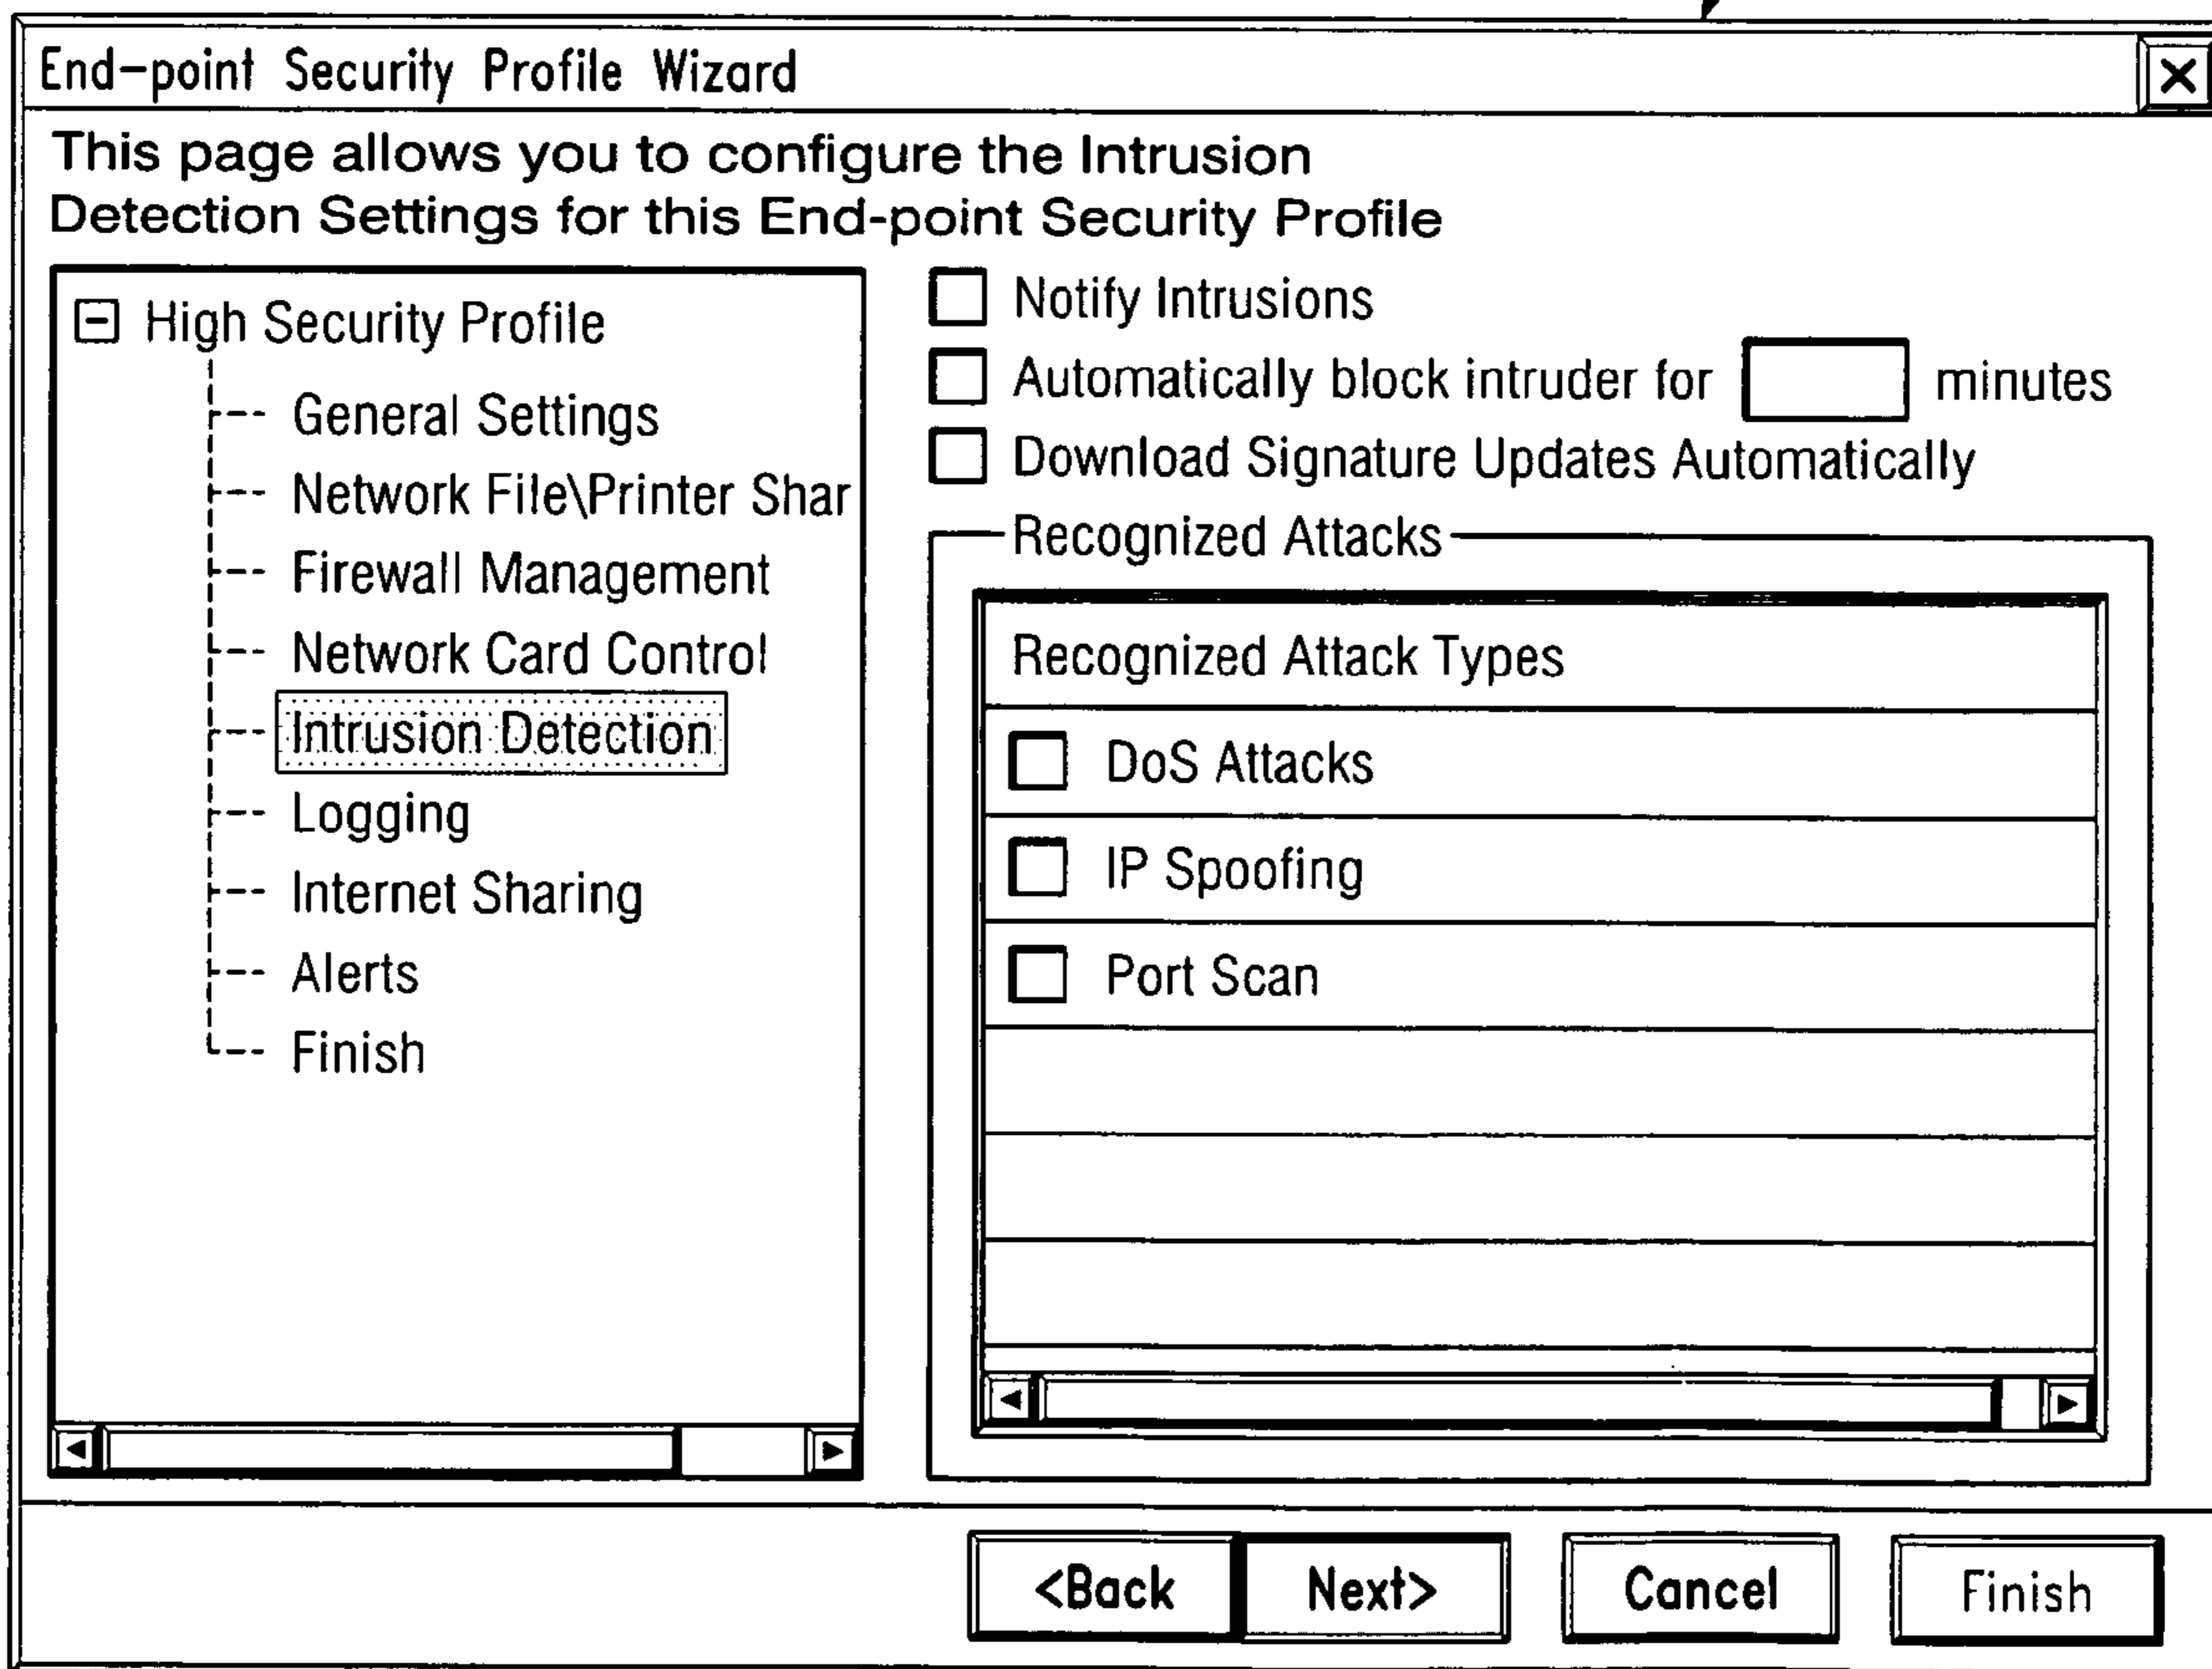 End-point Security Profile Wizard
This page allows you to configure the Intrusion
Detection Settings for this End-point Security Profile
High Security Profile
General Settings
Network File\Printer Shar
Firewall Management
Network Card Control
Intrusion Detection
Logging
Internet Sharing
Alerts
Finish
Notify Intrusions
Automatically block intruder for minutes
Download Signature Updates Automatically
Recognized Attacks
Recognized Attack Types
DoS Attacks
IP Spoofing
Port Scan
<Back Next> Cancel Finish